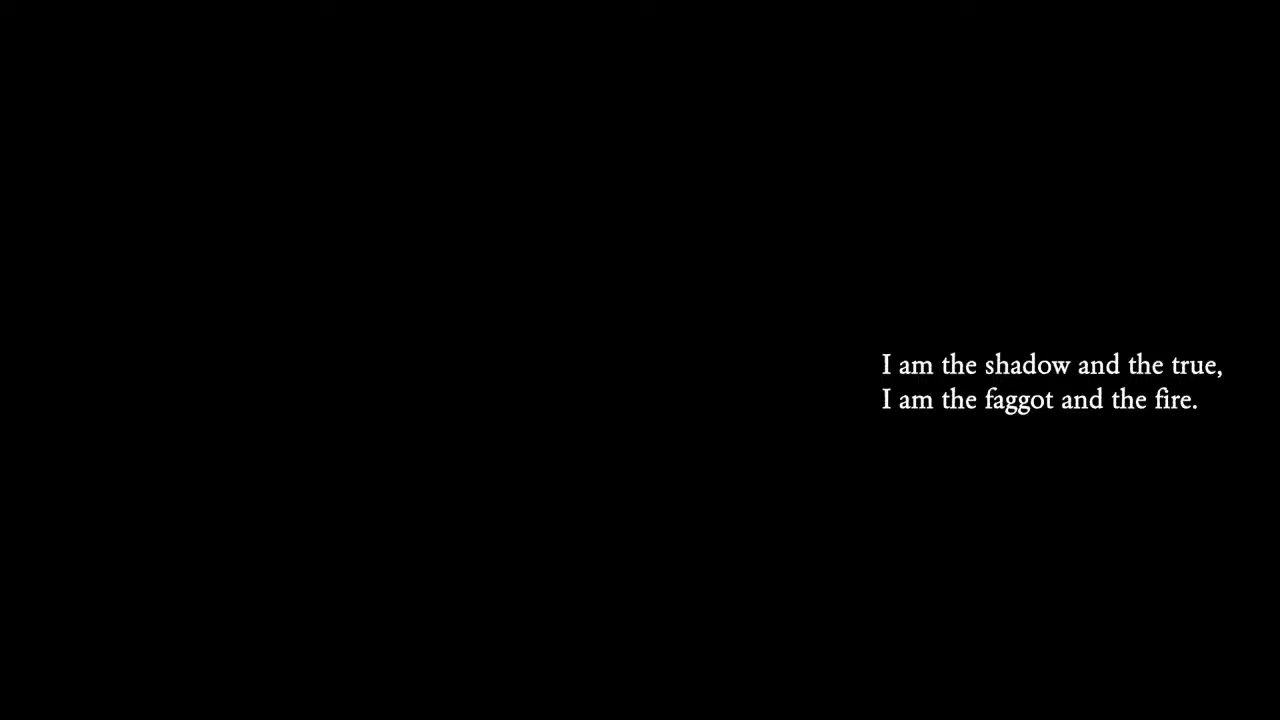 I am the shadow and the true,
I am the faggot and the fire.